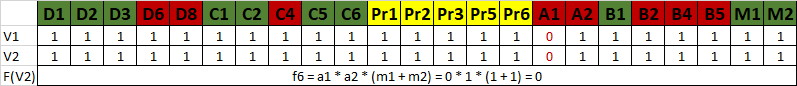 D1 D2 D3 D6 D8 C1 C2 C4 C5 C6 Pr1 Pr2 Pr3 Pr5 Pr6 A1 A2 B1 B2 B4 B5 M1 M2
V1 1 1 1 1 1 1 1 1 1 1 1 1 1 1 1 0 1 1 1 1 1 1 1
V2 1 1 1 1 1 1 1 1 1 1 1 1 1 1 1 0 1 1 1 1 1 1 1
F(V2) f6 = a1 * a2 * (m1 + m2) = 0 * 1 * (1 + 1) = 0